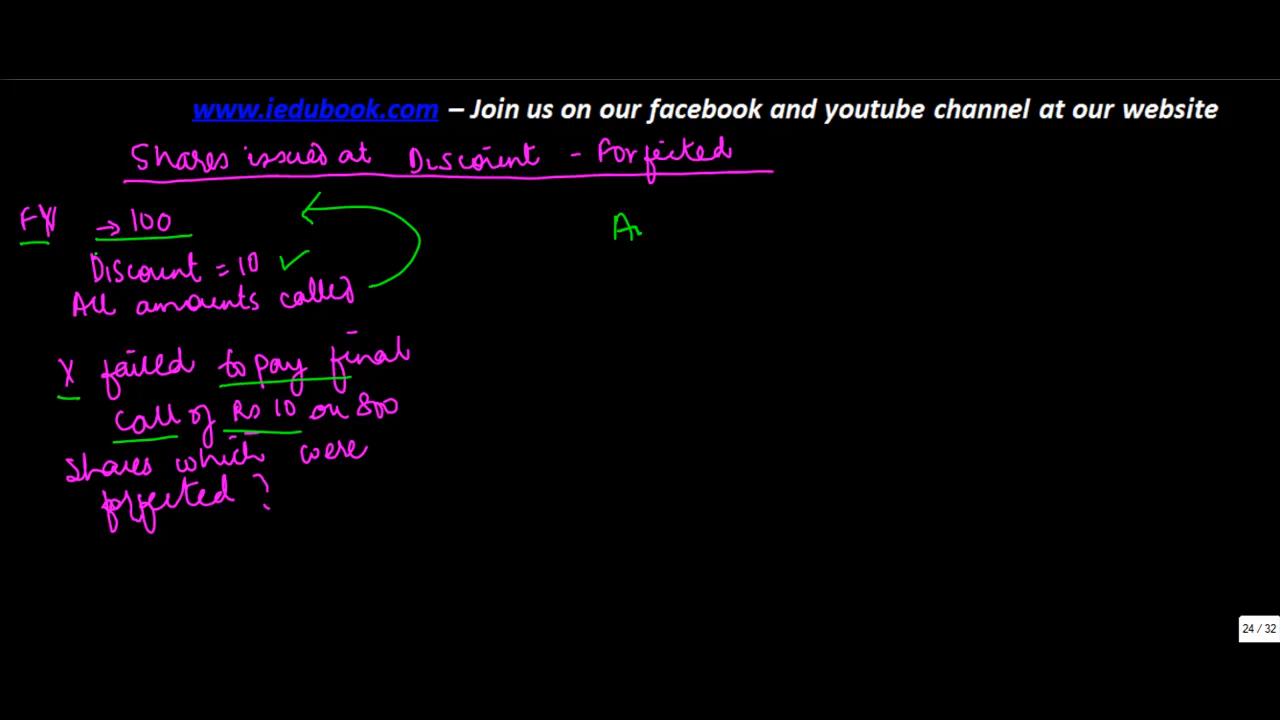 www.iedubook.com – Join us on our facebook and youtube channel at our website
Shares issued at Discount - Forfeited
FV → 100
Discount = 10 ✓
All amounts called
X failed to pay final
call of Rs 10 on 800
shares which were
forfeited ?
An
24 / 32